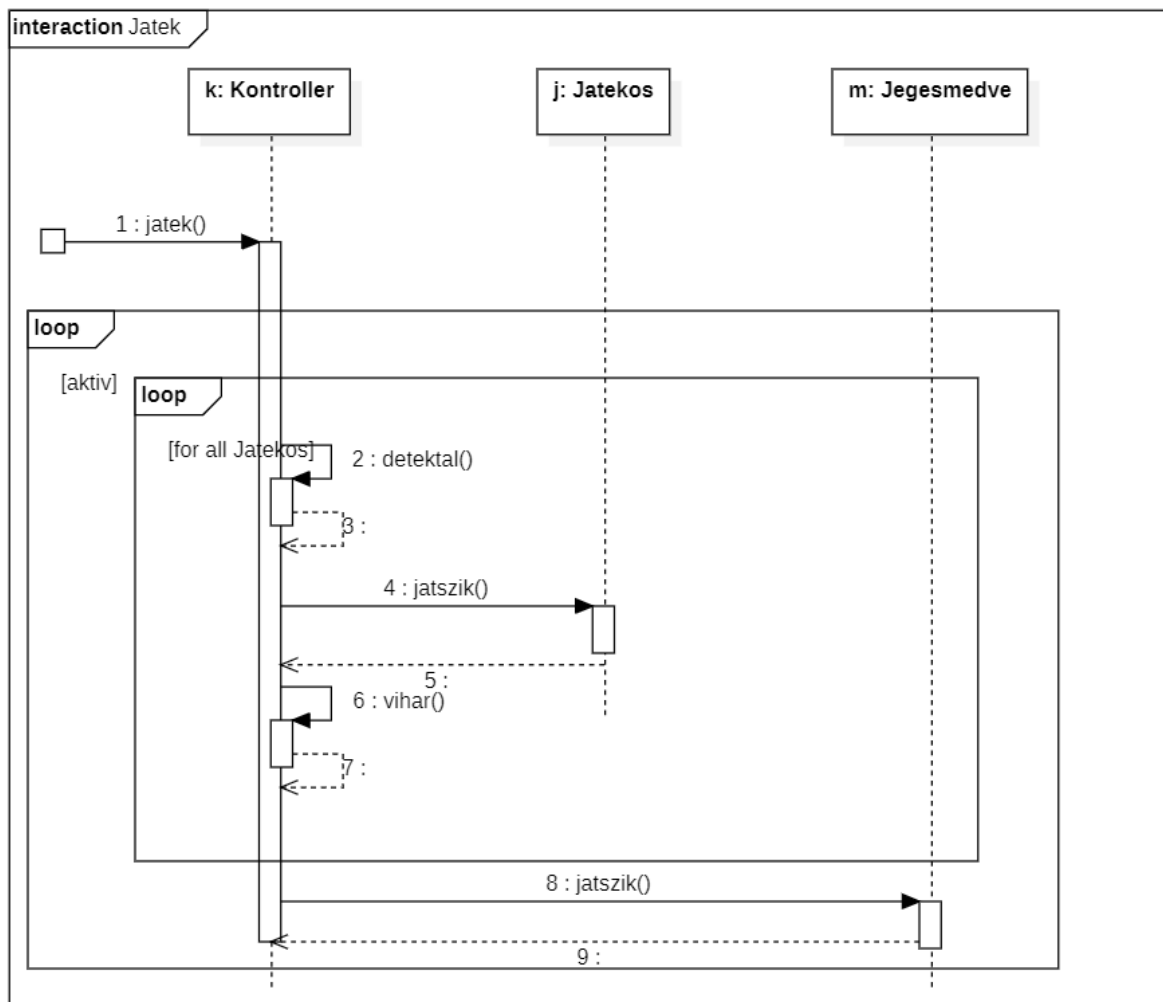 interaction Jatek
k: Kontroller
j: Jatekos
m: Jegesmedve
1 : jatek()
loop
[aktiv]
loop
[for all Jatekos]
2 : detektal()
3 :
4 : jatszik()
5 :
6 : vihar()
7 :
8 : jatszik()
9 :